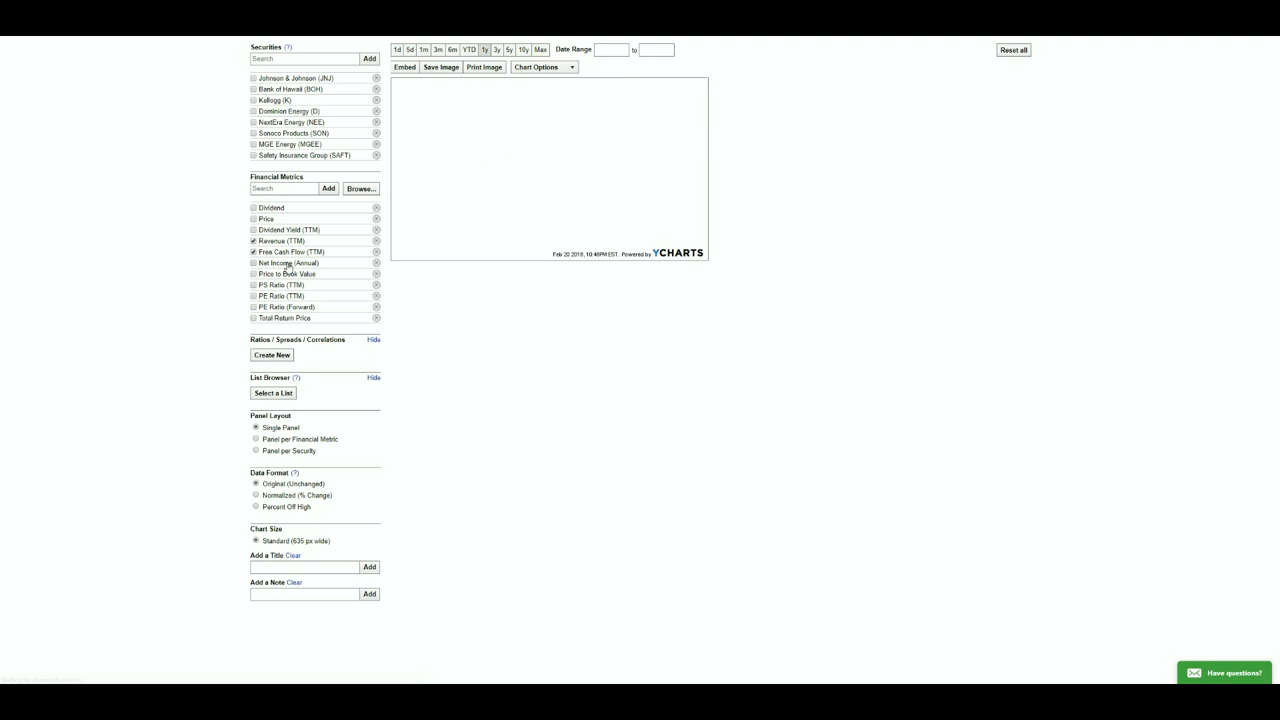 Securities (?)
Search Add
Johnson & Johnson (JNJ)
Bank of Hawaii (BOH)
Kellogg (K)
Dominion Energy (D)
NextEra Energy (NEE)
Sonoco Products (SON)
MGE Energy (MGEE)
Safety Insurance Group (SAFT)
Financial Metrics
Search Add Browse...
Dividend
Price
Dividend Yield (TTM)
Revenue (TTM)
Free Cash Flow (TTM)
Net Income (Annual)
Price to Book Value
PS Ratio (TTM)
PE Ratio (TTM)
PE Ratio (Forward)
Total Return Price
Ratios / Spreads / Correlations Hide
Create New
List Browser (?) Hide
Select a List
Panel Layout
Single Panel
Panel per Financial Metric
Panel per Security
Data Format (?)
Original (Unchanged)
Normalized (% Change)
Percent Off High
Chart Size
Standard (635 px wide)
Add a Title Clear
Add
Add a Note Clear
Add
1d 5d 1m 3m 6m YTD 1y 3y 5y 10y Max Date Range to
Reset all
Embed Save Image Print Image Chart Options
Feb 20 2018, 10:46PM EST. Powered by YCHARTS
Have questions?